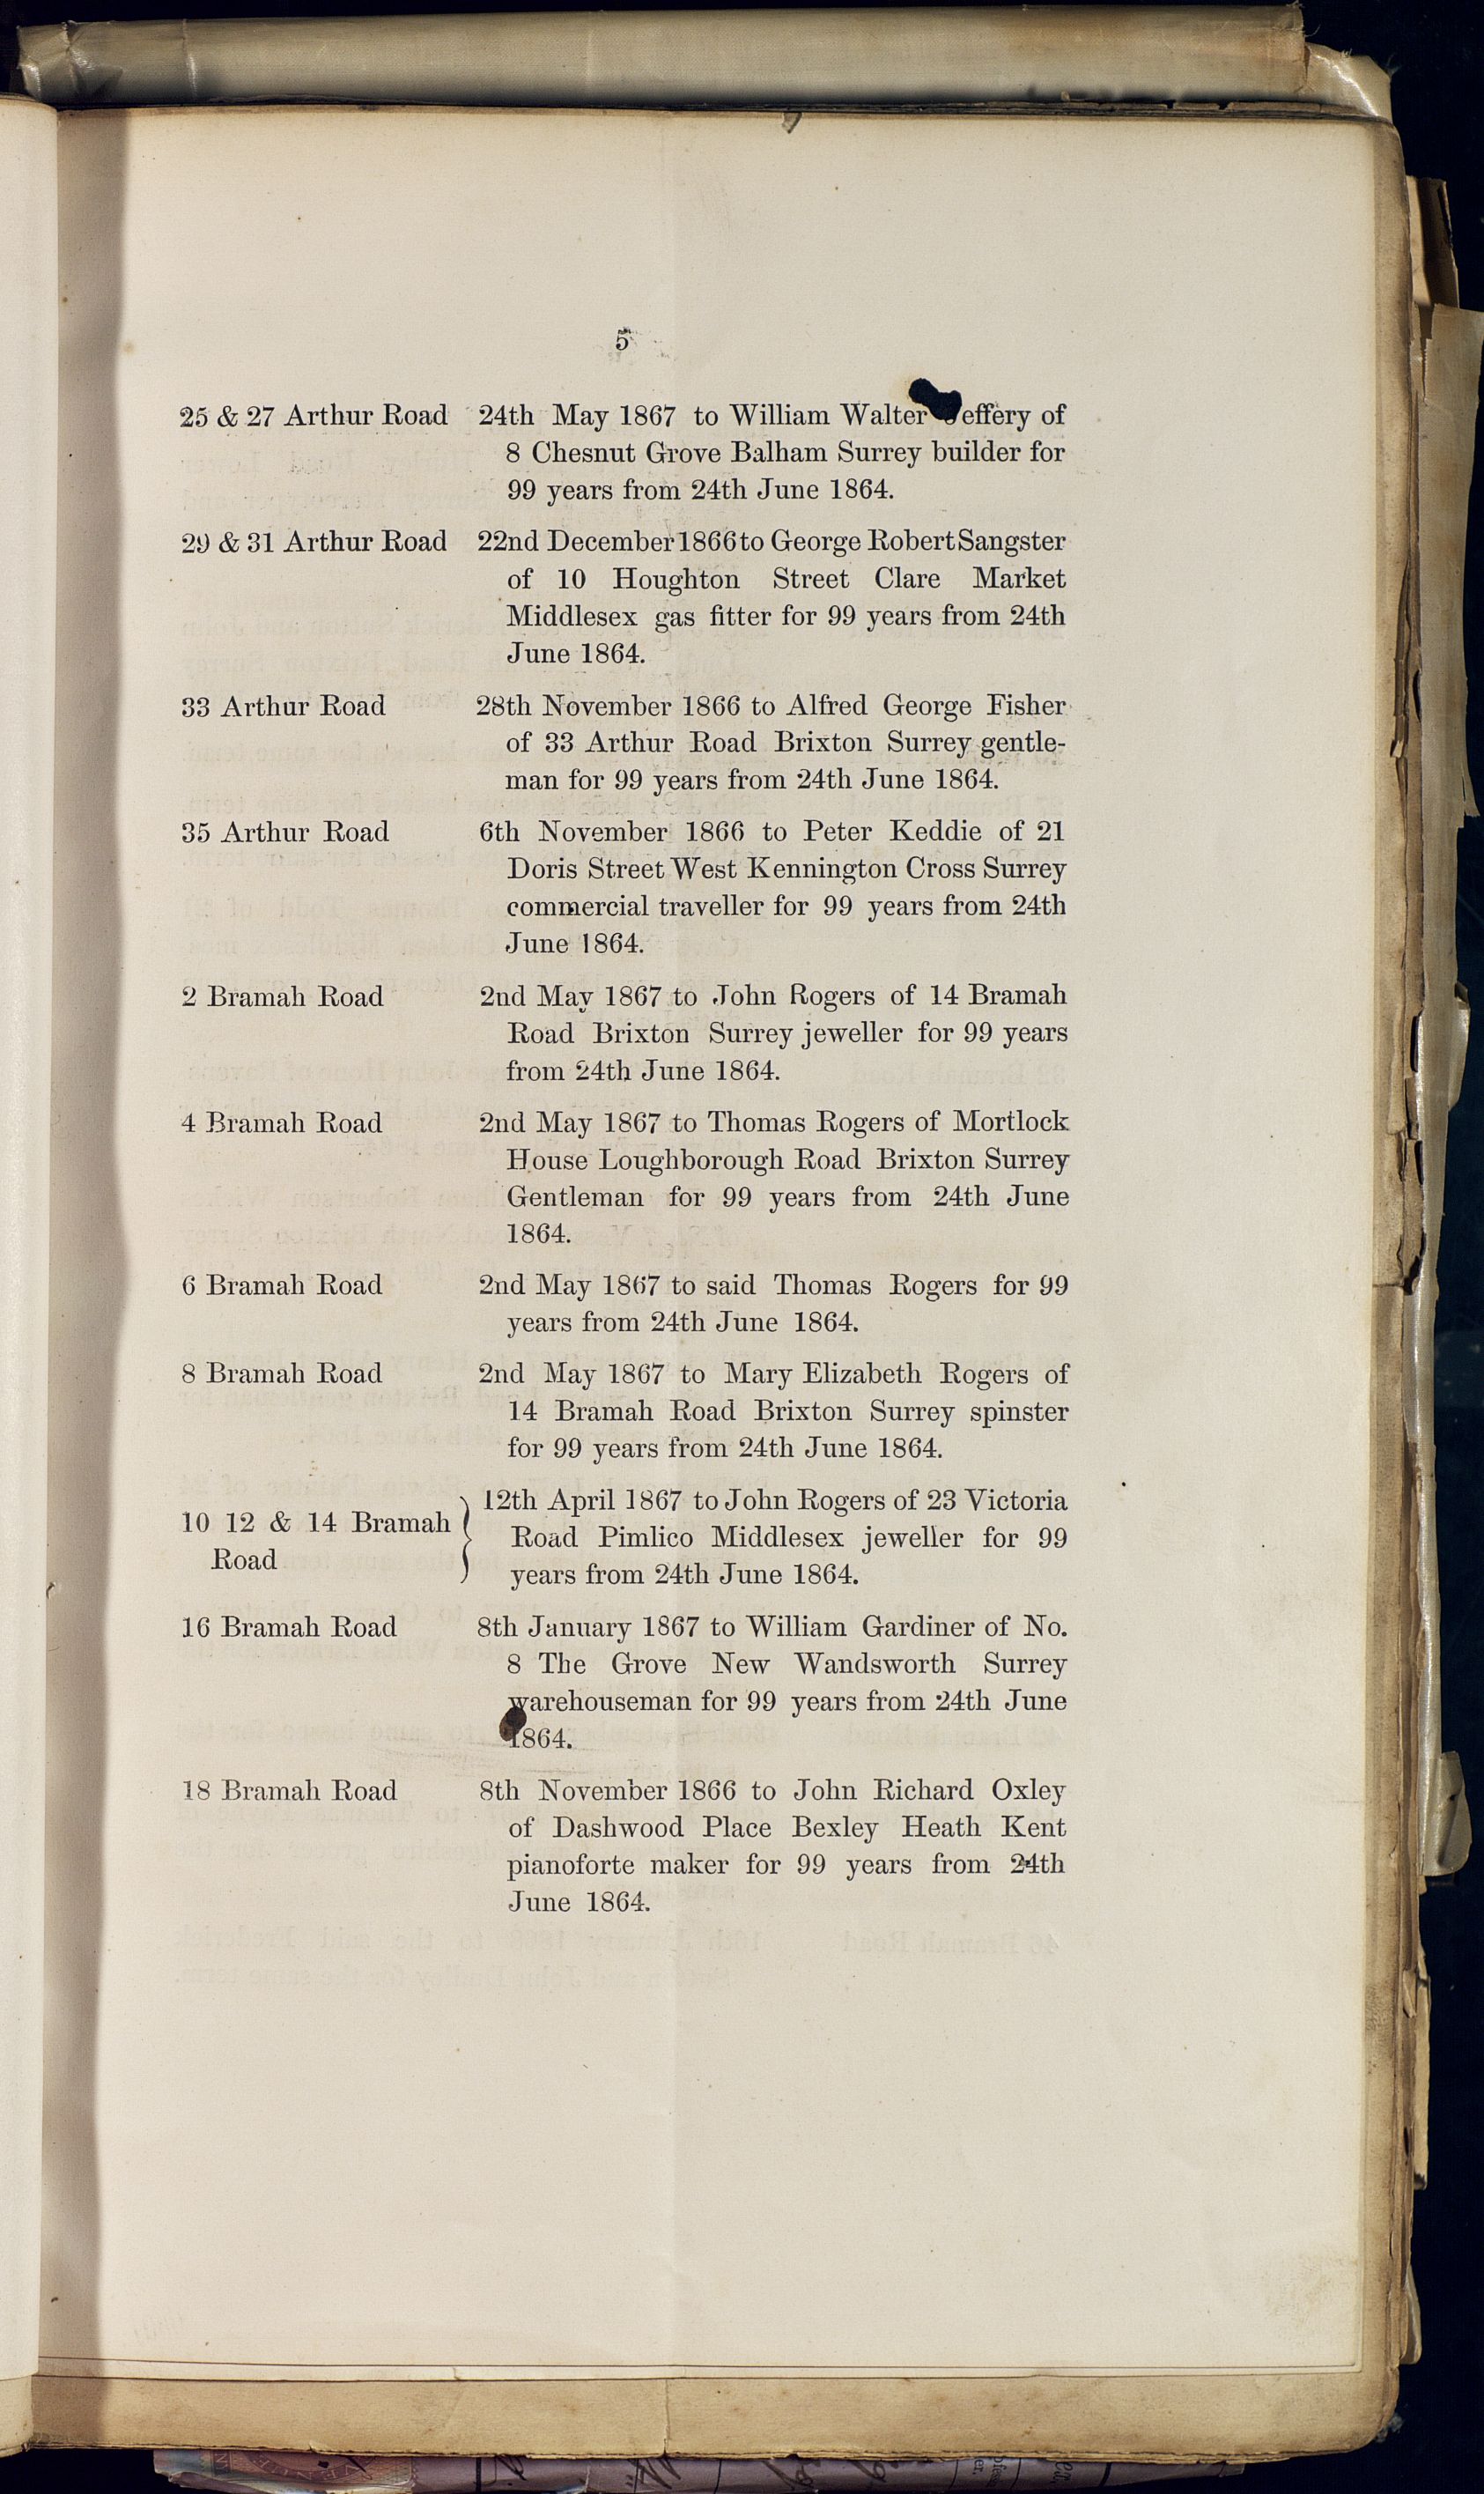 5
25 & 27 Arthur Road 24th May 1867 to William Walter Jeffery of
8 Chesnut Grove Balham Surrey builder for
99 years from 24th June 1864.
29 & 31 Arthur Road 22nd December 1866 to George Robert Sangster
of 10 Houghton Street Clare Market
Middlesex gas fitter for 99 years from 24th
June 1864.
33 Arthur Road 28th November 1866 to Alfred George Fisher
of 33 Arthur Road Brixton Surrey gentle-
man for 99 years from 24th June 1864.
35 Arthur Road 6th November 1866 to Peter Keddie of 21
Doris Street West Kennington Cross Surrey
commercial traveller for 99 years from 24th
June 1864.
2 Bramah Road 2nd May 1867 to John Rogers of 14 Bramah
Road Brixton Surrey jeweller for 99 years
from 24th June 1864.
4 Bramah Road 2nd May 1867 to Thomas Rogers of Mortlock
House Loughborough Road Brixton Surrey
Gentleman for 99 years from 24th June
1864.
6 Bramah Road 2nd May 1867 to said Thomas Rogers for 99
years from 24th June 1864.
8 Bramah Road 2nd May 1867 to Mary Elizabeth Rogers of
14 Bramah Road Brixton Surrey spinster
for 99 years from 24th June 1864.
10 12 & 14 Bramah
Road
12th April 1867 to John Rogers of 23 Victoria
Road Pimlico Middlesex jeweller for 99
years from 24th June 1864.
16 Bramah Road 8th January 1867 to William Gardiner of No.
8 The Grove New Wandsworth Surrey
warehouseman for 99 years from 24th June
1864.
18 Bramah Road 8th November 1866 to John Richard Oxley
of Dashwood Place Bexley Heath Kent
pianoforte maker for 99 years from 24th
June 1864.